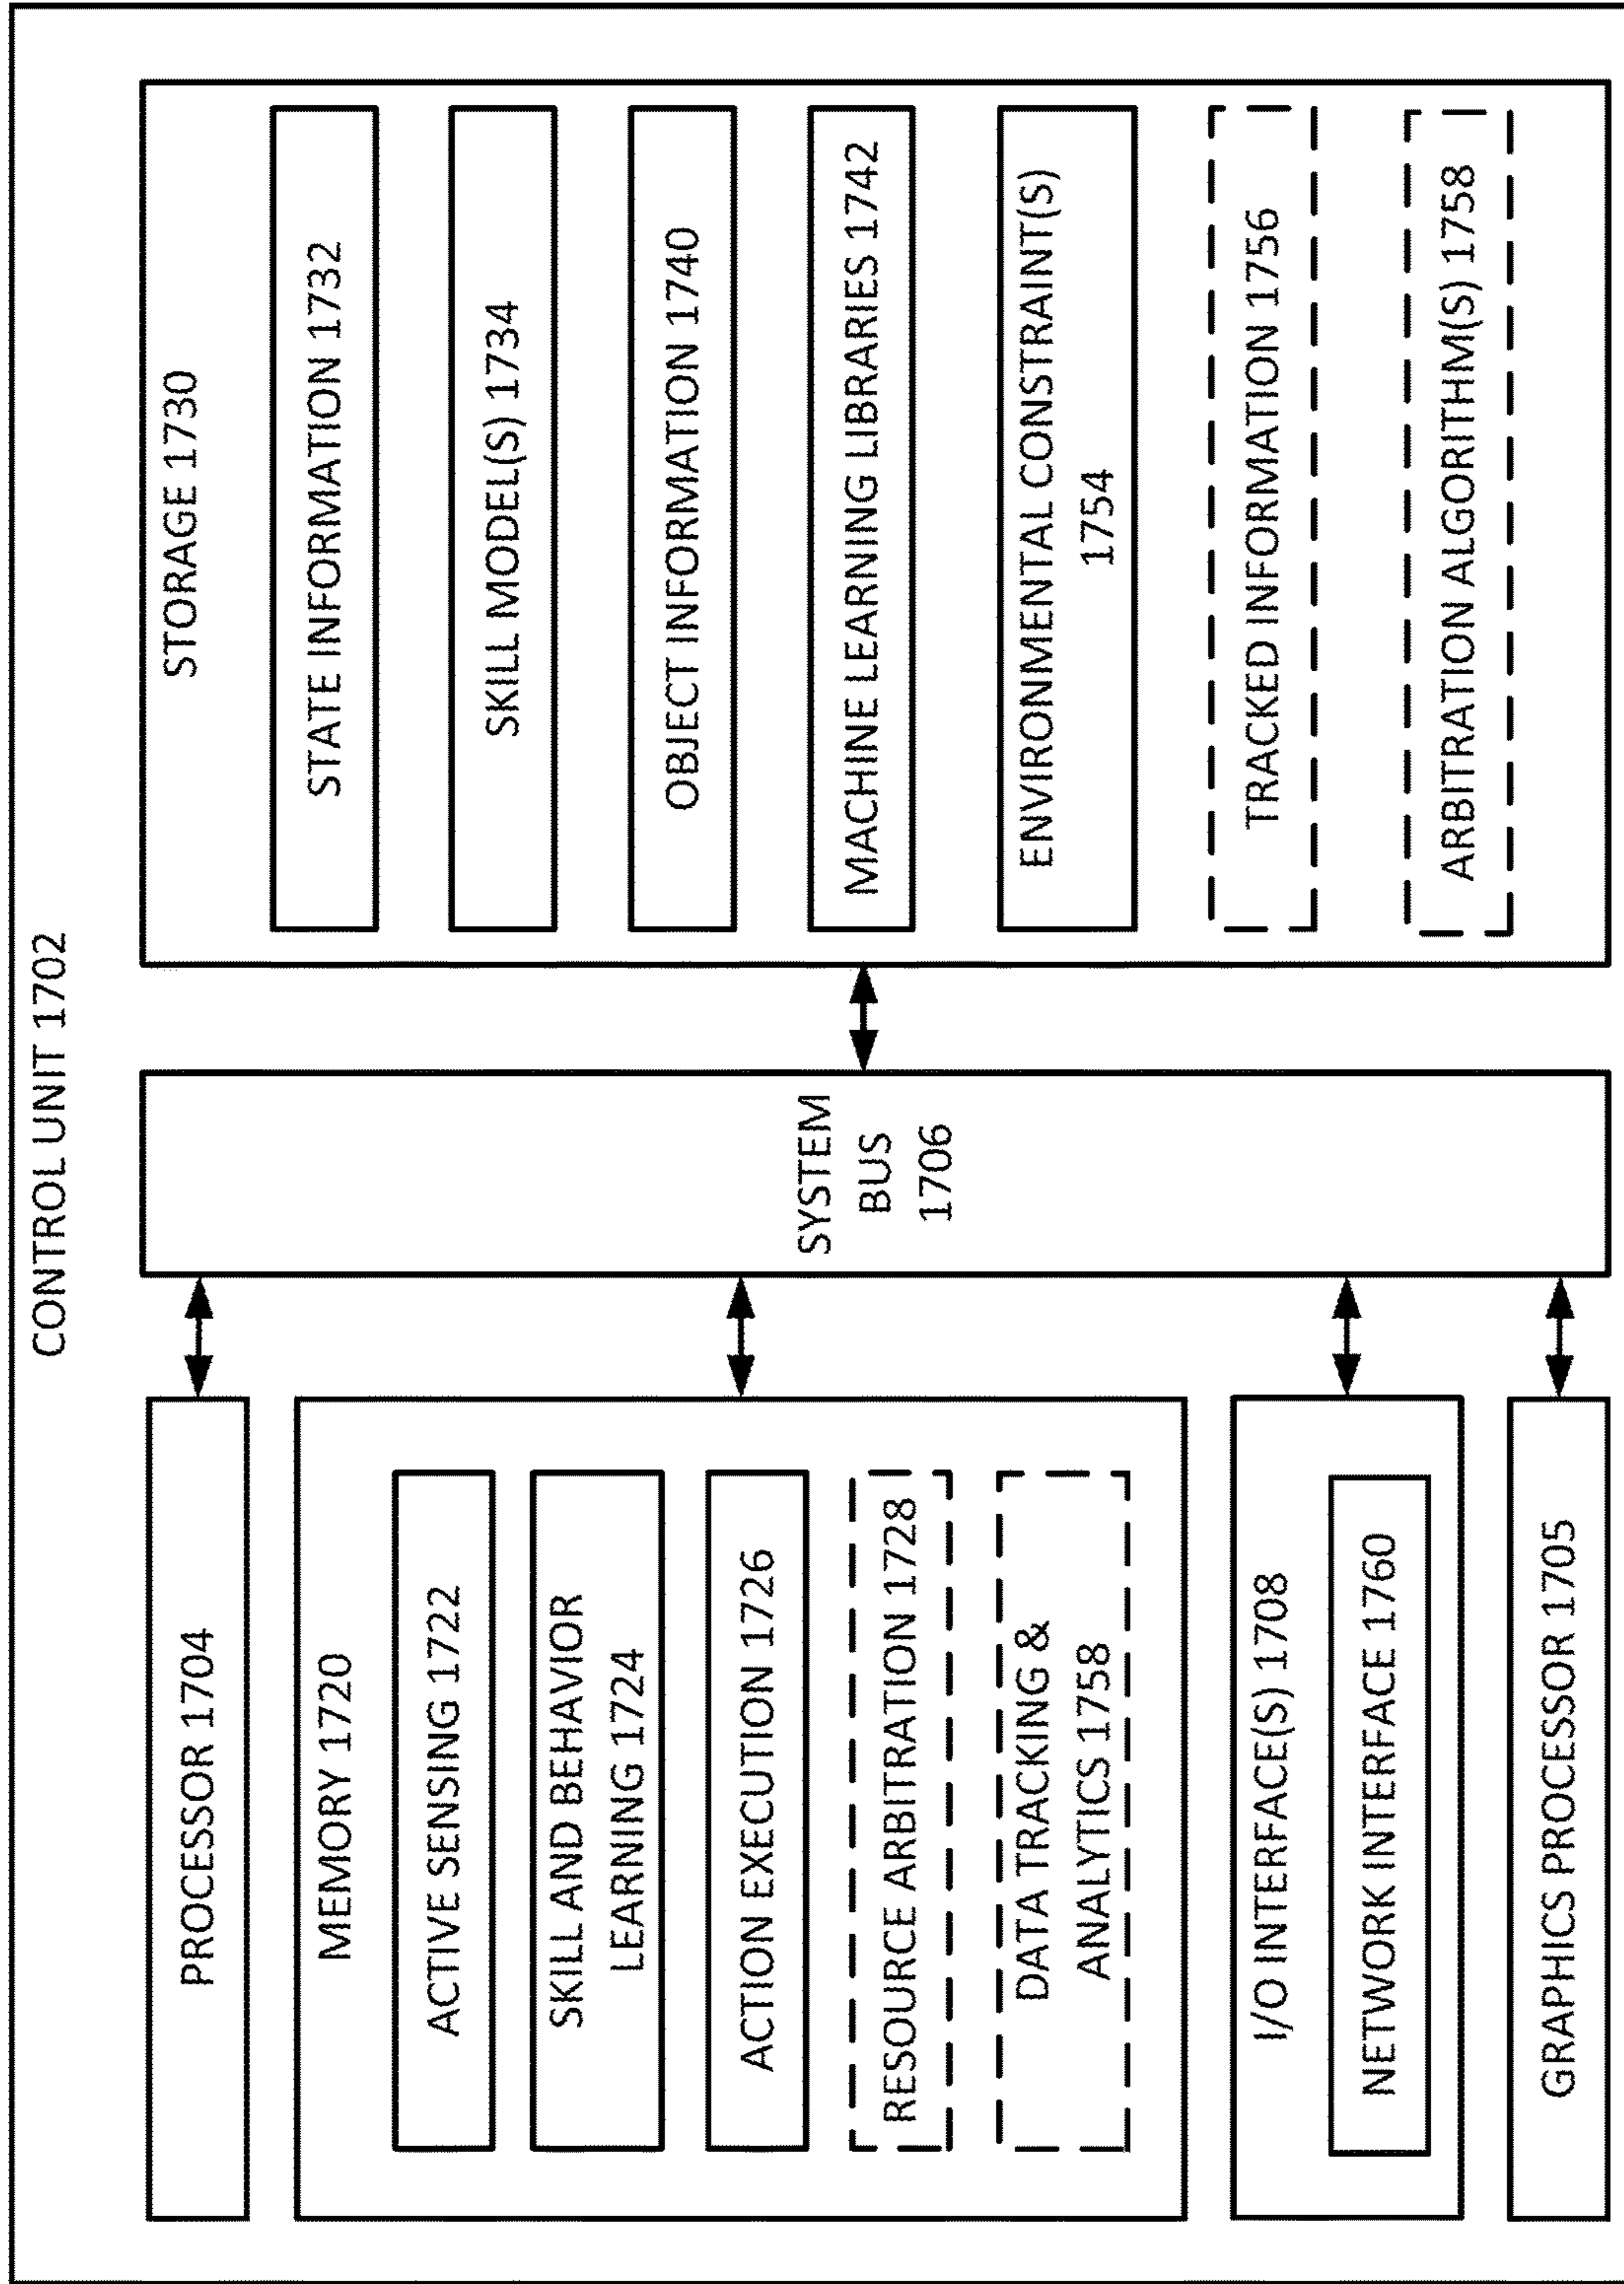 CONTROL UNIT 1702
PROCESSOR 1704
MEMORY 1720
ACTIVE SENSING 1722
SKILL AND BEHAVIOR
LEARNING 1724
ACTION EXECUTION 1726
RESOURCE ARBITRATION 1728
DATA TRACKING &
ANALYTICS 1758
I/O INTERFACE(S) 1708
NETWORK INTERFACE 1760
GRAPHICS PROCESSOR 1705
SYSTEM
BUS
1706
STORAGE 1730
STATE INFORMATION 1732
SKILL MODEL(S) 1734
OBJECT INFORMATION 1740
MACHINE LEARNING LIBRARIES 1742
ENVIRONMENTAL CONSTRAINT(S)
1754
TRACKED INFORMATION 1756
ARBITRATION ALGORITHM(S) 1758